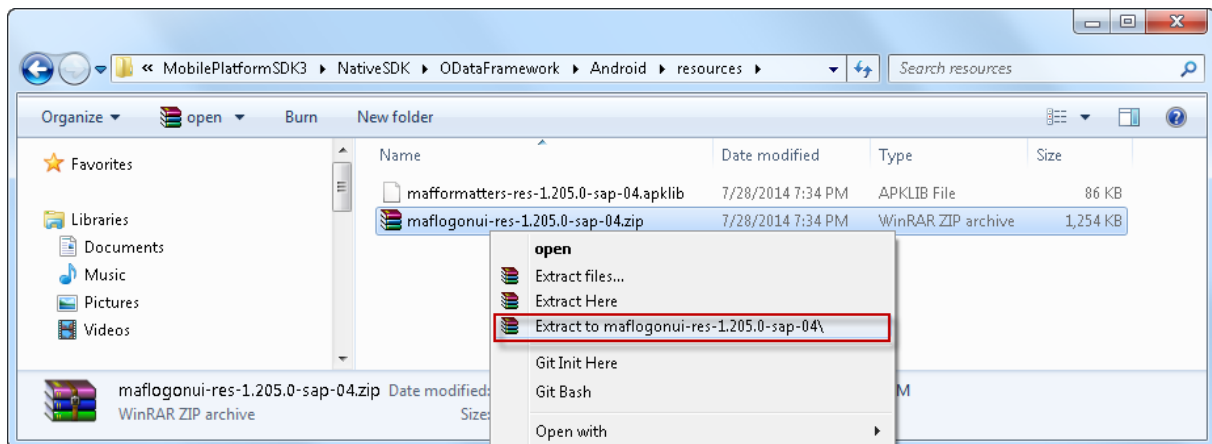 « MobilePlatformSDK3 ▸ NativeSDK ▸ ODataFramework ▸ Android ▸ resources ▸ Search resources
Organize open Burn New folder
Name Date modified Type Size
Favorites
mafformatters-res-1.205.0-sap-04.apklib 7/28/2014 7:34 PM APKLIB File 86 KB
Libraries
maflogonui-res-1.205.0-sap-04.zip 7/28/2014 7:34 PM WinRAR ZIP archive 1,254 KB
Documents
Music
Pictures
Videos
open
Extract files...
Extract Here
Extract to maflogonui-res-1.205.0-sap-04\
Git Init Here
Git Bash
Open with
maflogonui-res-1.205.0-sap-04.zip Date modified: M
WinRAR ZIP archive Size: